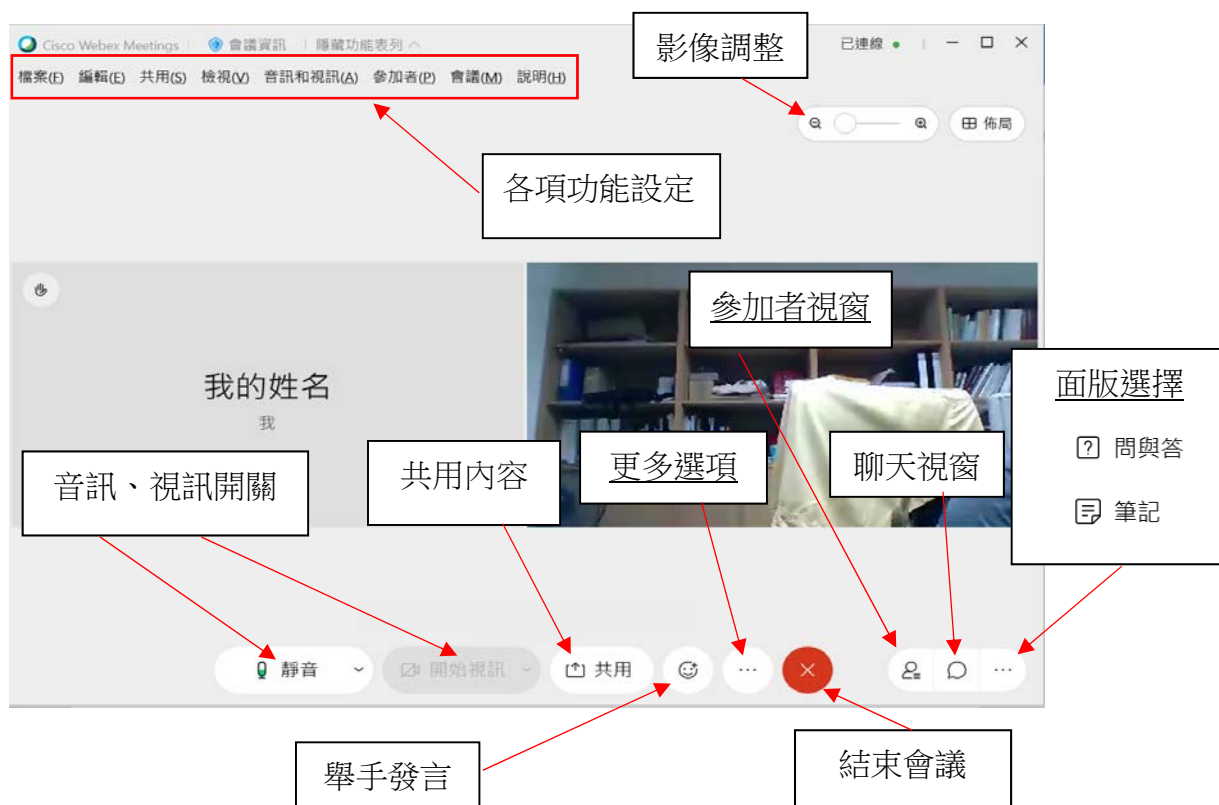 Cisco Webex Meetings 會議資訊 隱藏功能表列
影像調整
已連線
檔案(F) 編輯(E) 共用(S) 檢視(V) 音訊和視訊(A) 參加者(P) 會議(M) 說明(H)
佈局
各項功能設定
參加者視窗
面版選擇
我的姓名
我
問與答
音訊、視訊開關
共用內容
更多選項
聊天視窗
筆記
靜音
開始視訊
共用
舉手發言
結束會議